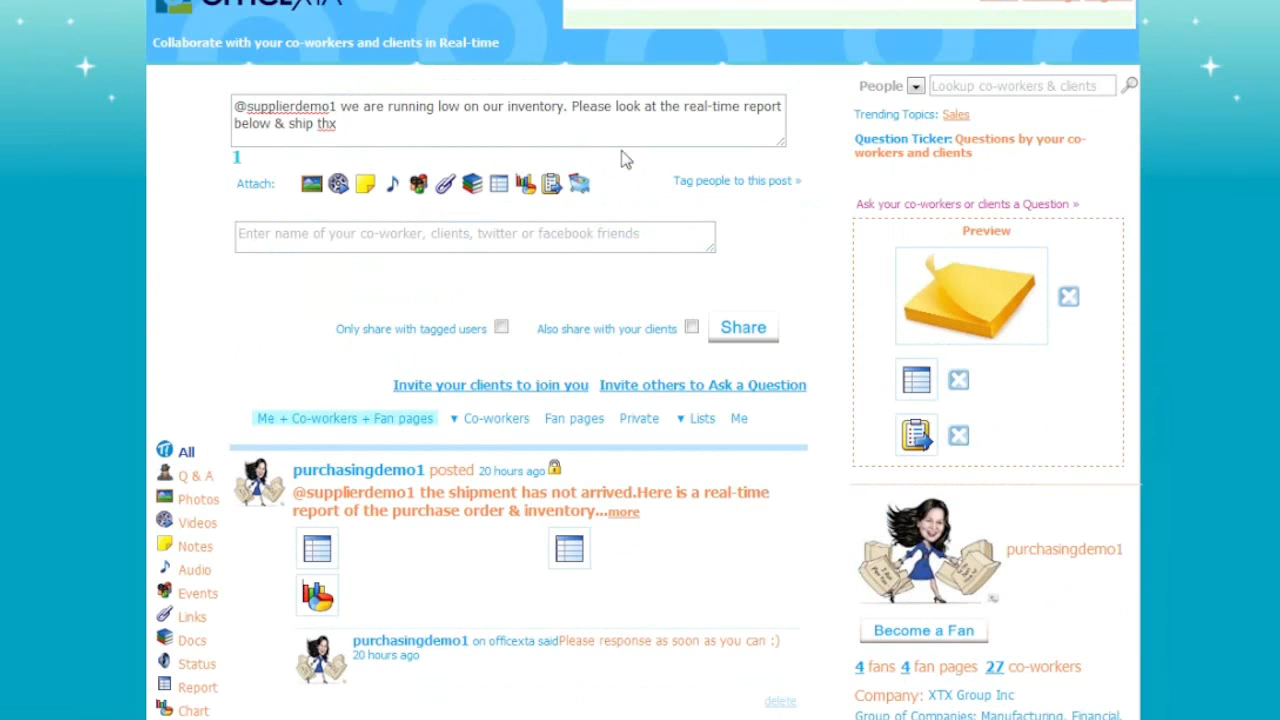 OFFICEXTA
Collaborate with your co-workers and clients in Real-time
@supplierdemo1 we are running low on our inventory. Please look at the real-time report
below & ship thx
1
Attach:
Tag people to this post »
Enter name of your co-worker, clients, twitter or facebook friends
Only share with tagged users
Also share with your clients
Share
Invite your clients to join you
Invite others to Ask a Question
Me + Co-workers + Fan pages
▼ Co-workers
Fan pages
Private
▼ Lists
Me
All
Q & A
Photos
Videos
Notes
Audio
Events
Links
Docs
Status
Report
Chart
purchasingdemo1 posted 20 hours ago
@supplierdemo1 the shipment has not arrived.Here is a real-time
report of the purchase order & inventory...more
purchasingdemo1 on officexta saidPlease response as soon as you can :)
20 hours ago
delete
People
Lookup co-workers & clients
Trending Topics: Sales
Question Ticker: Questions by your co-
workers and clients
Ask your co-workers or clients a Question »
Preview
purchasingdemo1
Become a Fan
4 fans 4 fan pages 27 co-workers
Company: XTX Group Inc
Group of Companies: Manufacturing, Financial,